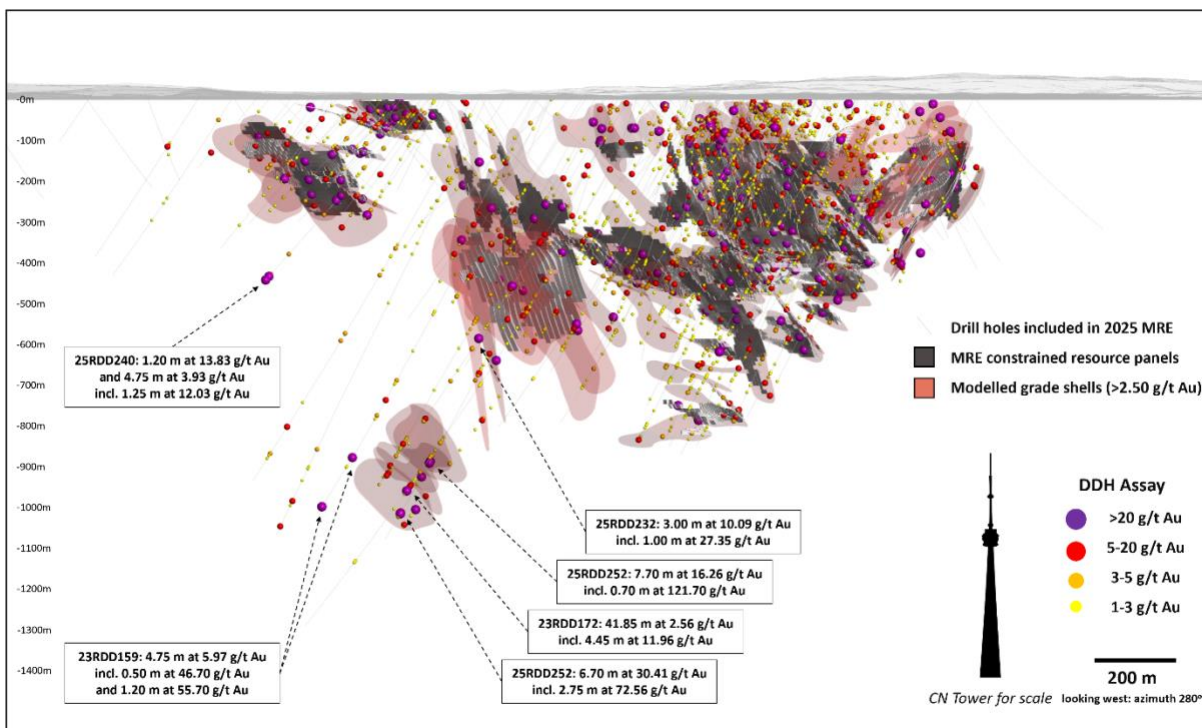 -0m
-100m
-200m
-300m
-400m
-500m
-600m
-700m
-800m
-900m
-1000m
-1100m
-1200m
-1300m
-1400m
25RDD240: 1.20 m at 13.83 g/t Au
and 4.75 m at 3.93 g/t Au
incl. 1.25 m at 12.03 g/t Au
23RDD159: 4.75 m at 5.97 g/t Au
incl. 0.50 m at 46.70 g/t Au
and 1.20 m at 55.70 g/t Au
25RDD232: 3.00 m at 10.09 g/t Au
incl. 1.00 m at 27.35 g/t Au
25RDD252: 7.70 m at 16.26 g/t Au
incl. 0.70 m at 121.70 g/t Au
23RDD172: 41.85 m at 2.56 g/t Au
incl. 4.45 m at 11.96 g/t Au
25RDD252: 6.70 m at 30.41 g/t Au
incl. 2.75 m at 72.56 g/t Au
Drill holes included in 2025 MRE
MRE constrained resource panels
Modelled grade shells (>2.50 g/t Au)
DDH Assay
>20 g/t Au
5-20 g/t Au
3-5 g/t Au
1-3 g/t Au
200 m
CN Tower for scale
looking west: azimuth 280°